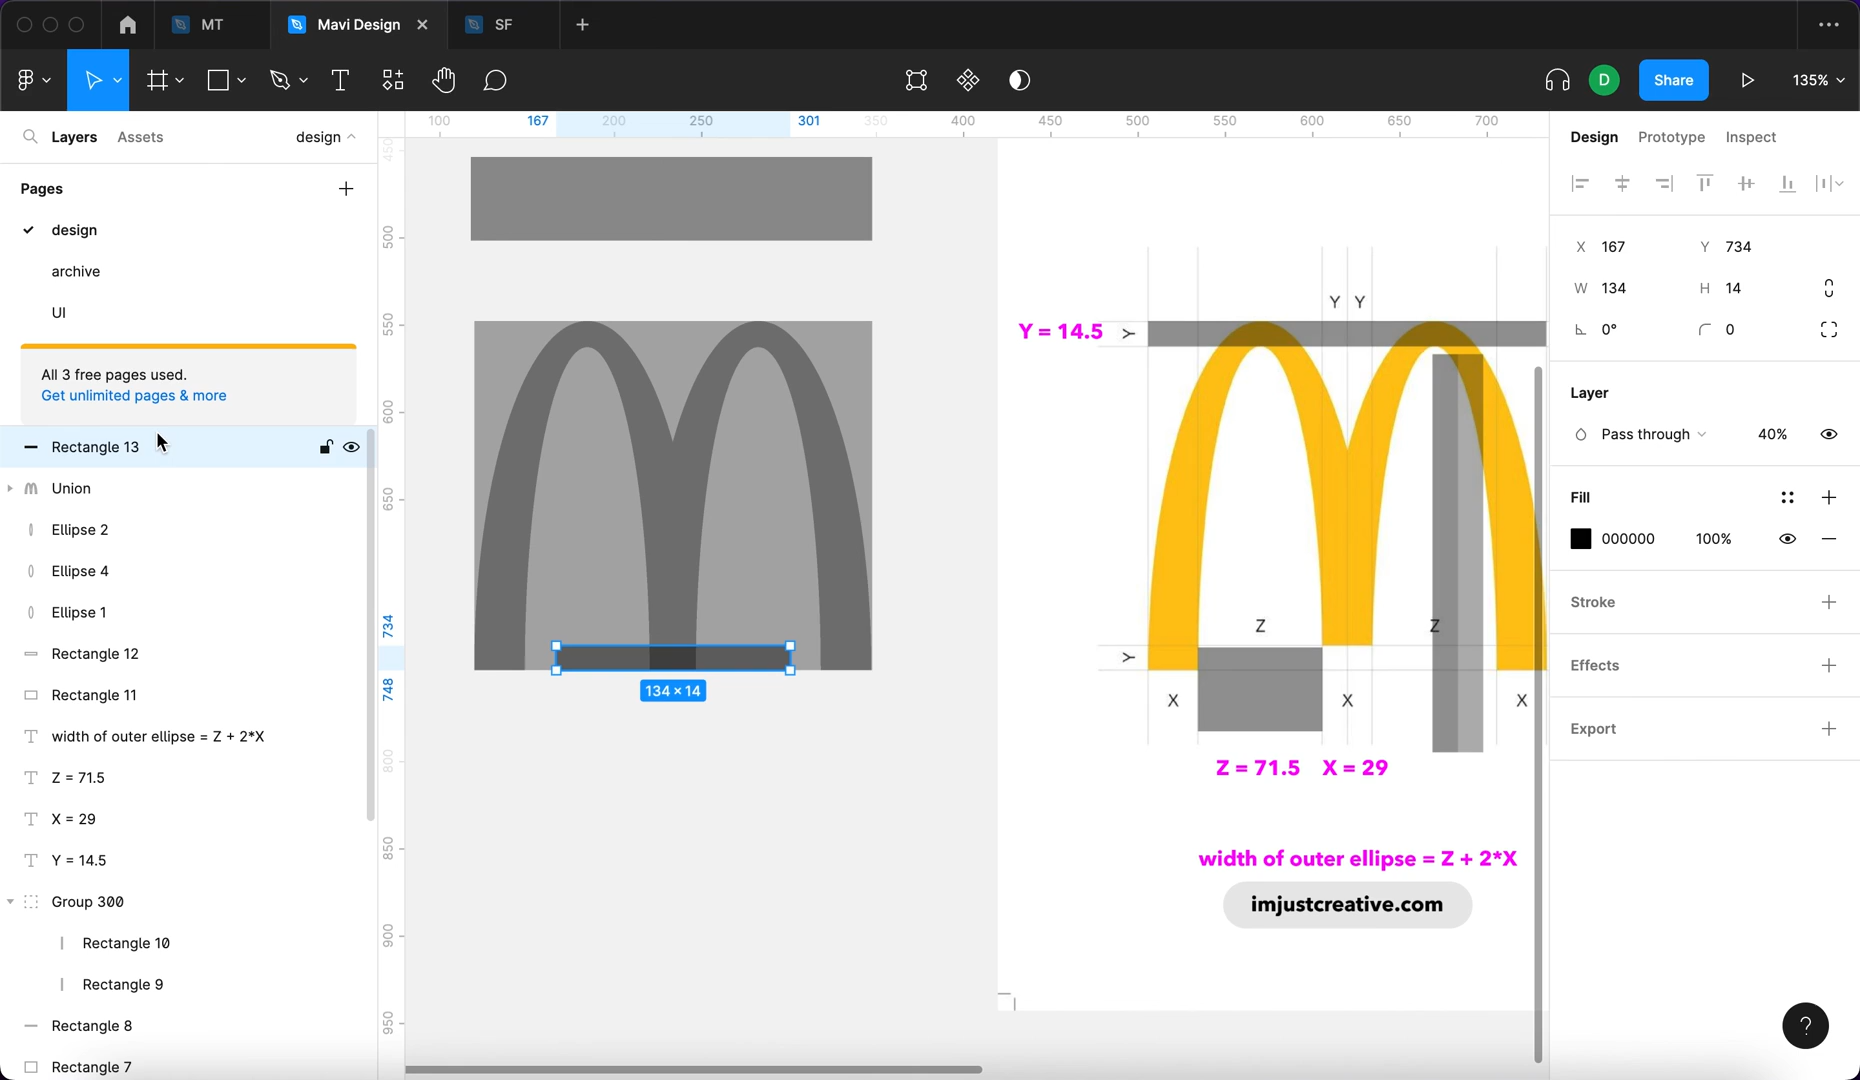 MT
Mavi Design
SF
Share
D
135%
Layers
Assets
design
Pages
design
archive
UI
All 3 free pages used.
Get unlimited pages & more
Rectangle 13
Union
Ellipse 2
Ellipse 4
Ellipse 1
Rectangle 12
Rectangle 11
width of outer ellipse = Z + 2*X
Z = 71.5
X = 29
Y = 14.5
Group 300
Rectangle 10
Rectangle 9
Rectangle 8
Rectangle 7
100 167 200 250 301 350 400 450 500 550 600 650 700
450
500
550
600
650
734
748
800
850
900
950
134 × 14
Y Y
Y = 14.5
Y
Z
Z
Y
X
X
X
Z = 71.5
X = 29
width of outer ellipse = Z + 2*X
imjustcreative.com
Design
Prototype
Inspect
X 167
Y 734
W 134
H 14
0°
0
Layer
Pass through
40%
Fill
000000
100%
Stroke
Effects
Export
?